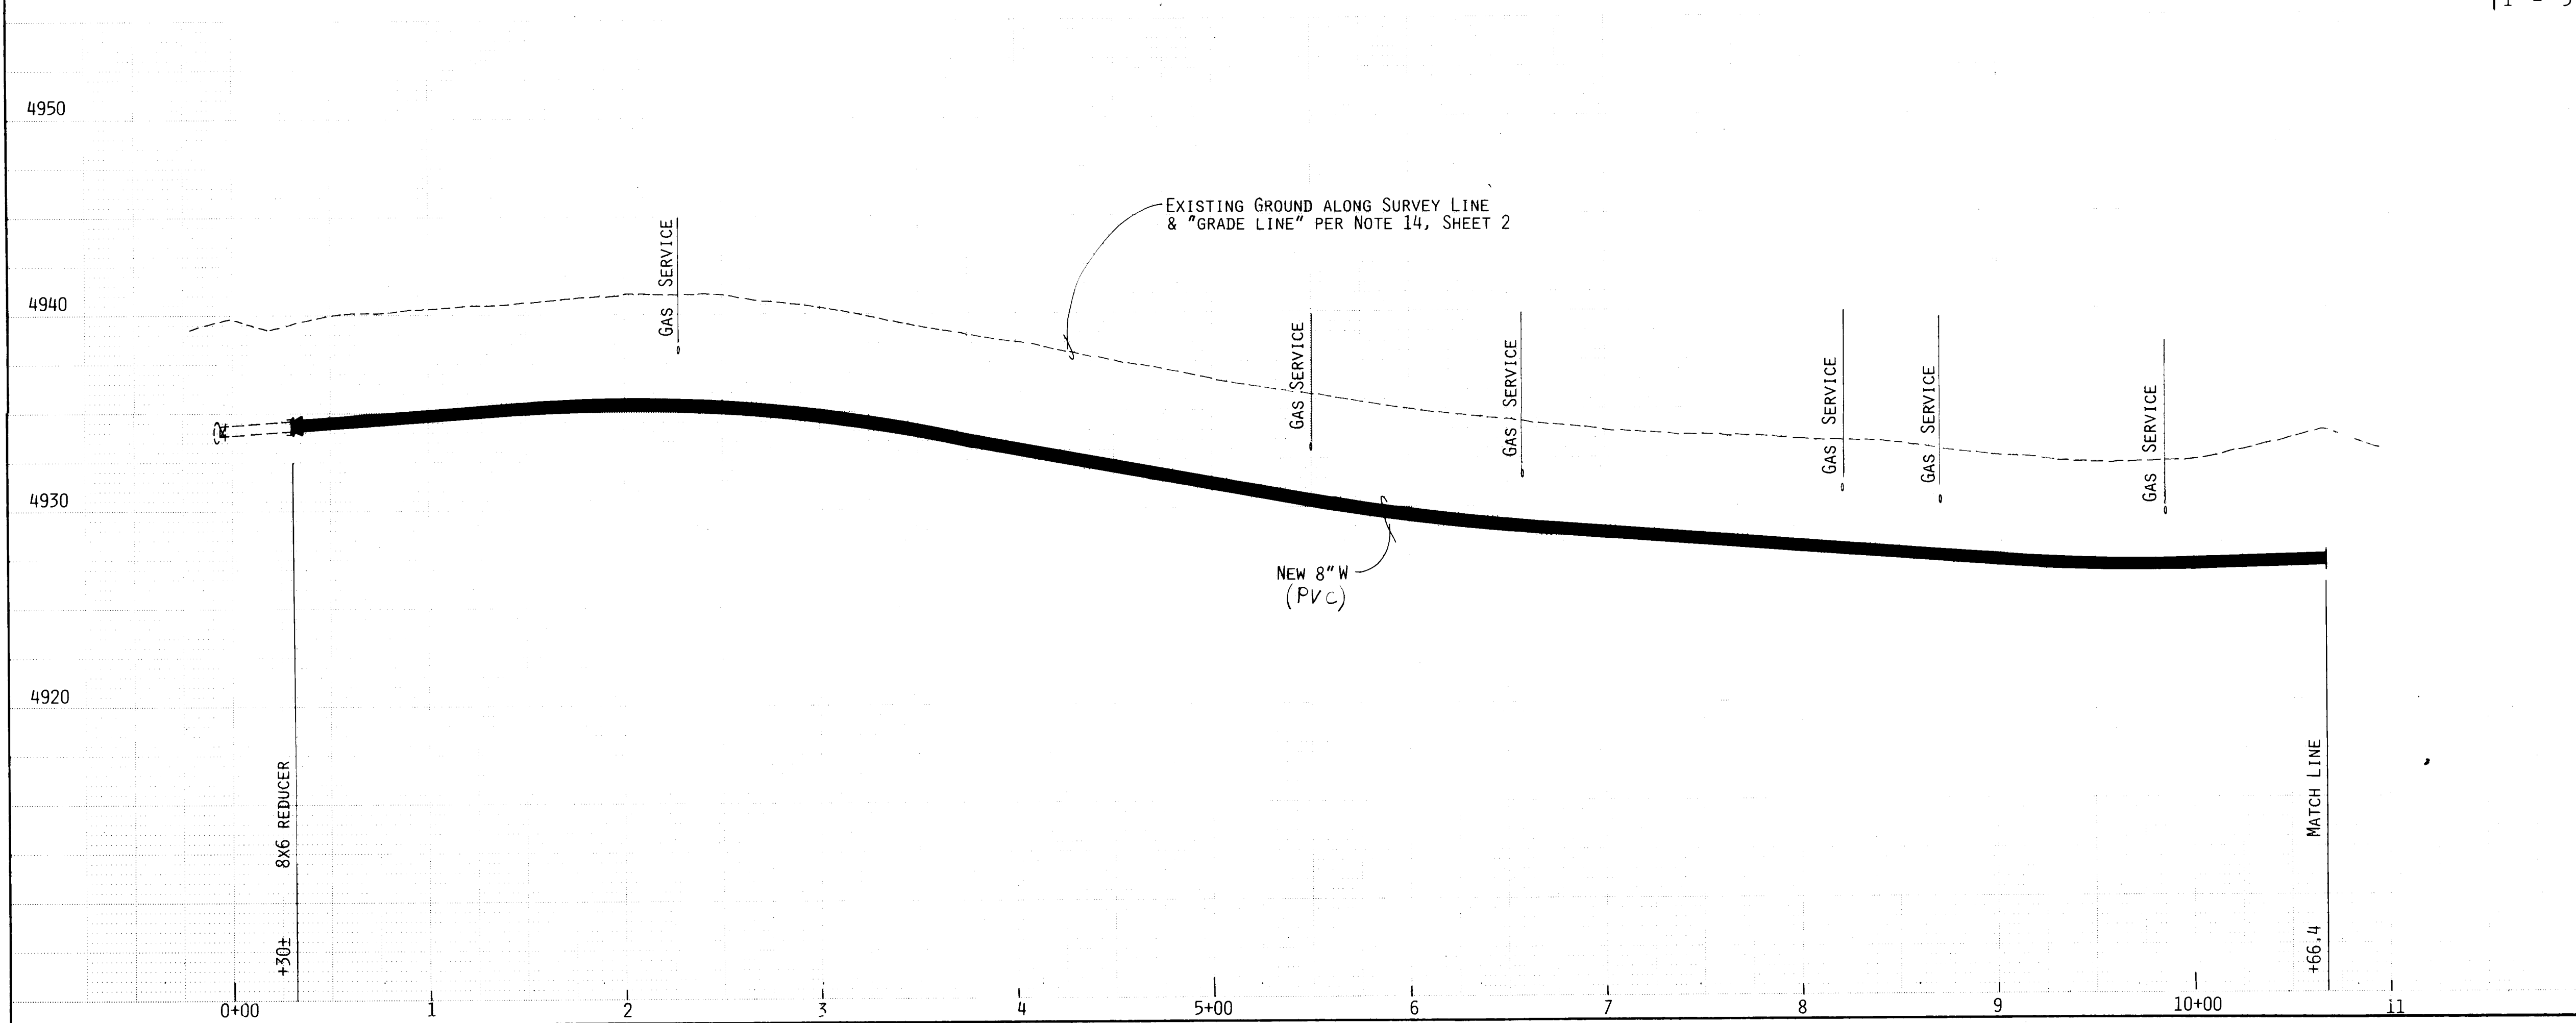 4950
EXISTING GROUND ALONG SURVEY LINE
& "GRADE LINE" PER NOTE 14, SHEET 2
GAS SERVICE
4940
GAS SERVICE
GAS SERVICE
GAS SERVICE
GAS SERVICE
GAS SERVICE
4930
NEW 8" W
(PVC)
4920
+30± 8X6 REDUCER
+66.4 MATCH LINE
0+00 1 2 3 4 5+00 6 7 8 9 10+00 11